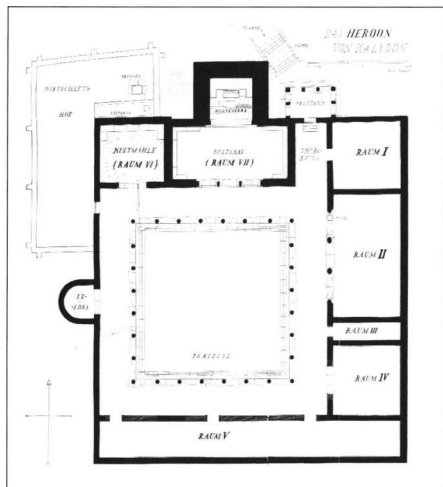 DAS HEROON
VON KALYDON
WIRTSCHAFTS
HOF
KULTMAHLE
(RAUM VI)
KULTSAAL
(RAUM VII)
RAUM I
RAUM II
RAUM III
RAUM IV
RAUM V
EX-
EDRA
PERISTYL